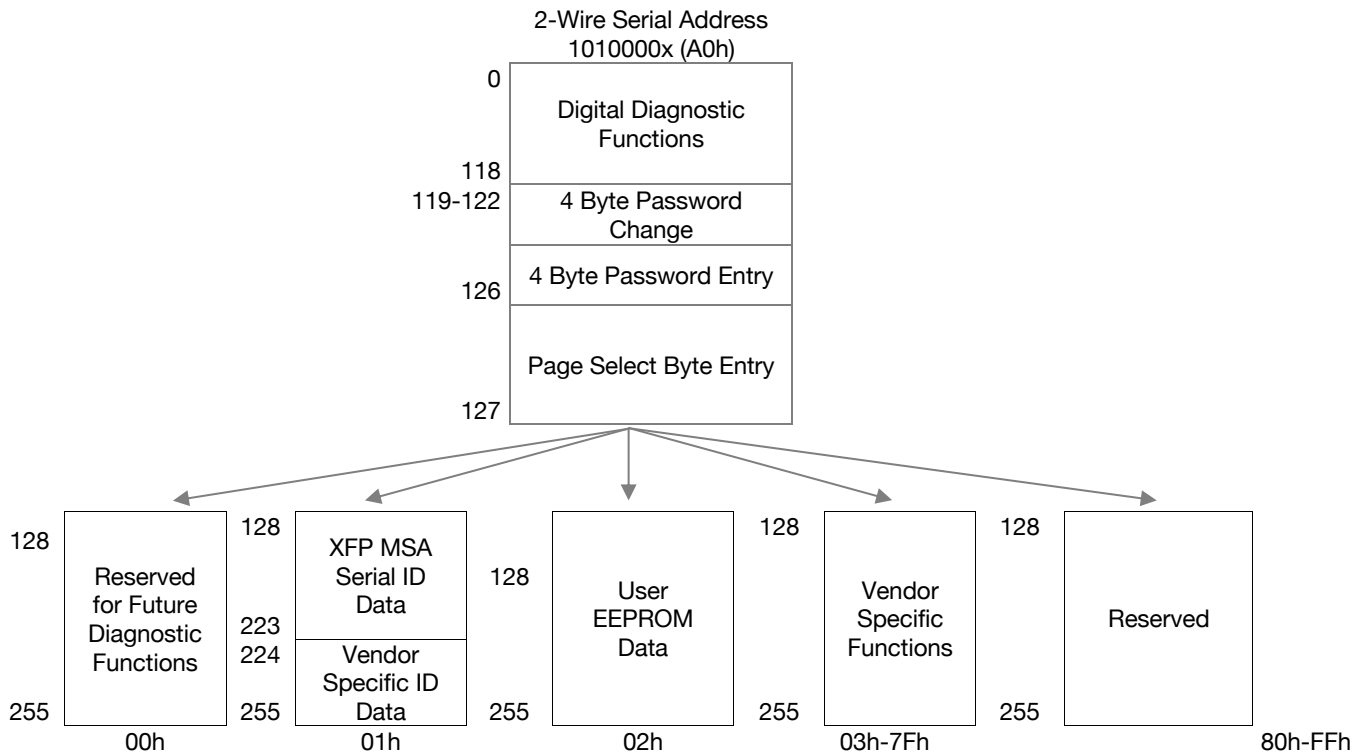 2-Wire Serial Address
1010000x (A0h)
0
Digital Diagnostic
Functions
118
119-122
4 Byte Password
Change
4 Byte Password Entry
126
Page Select Byte Entry
127
128
Reserved
for Future
Diagnostic
Functions
255
00h
128
XFP MSA
Serial ID
Data
223
224
Vendor
Specific ID
Data
255
01h
128
User
EEPROM
Data
255
02h
128
Vendor
Specific
Functions
255
03h-7Fh
128
Reserved
255
80h-FFh